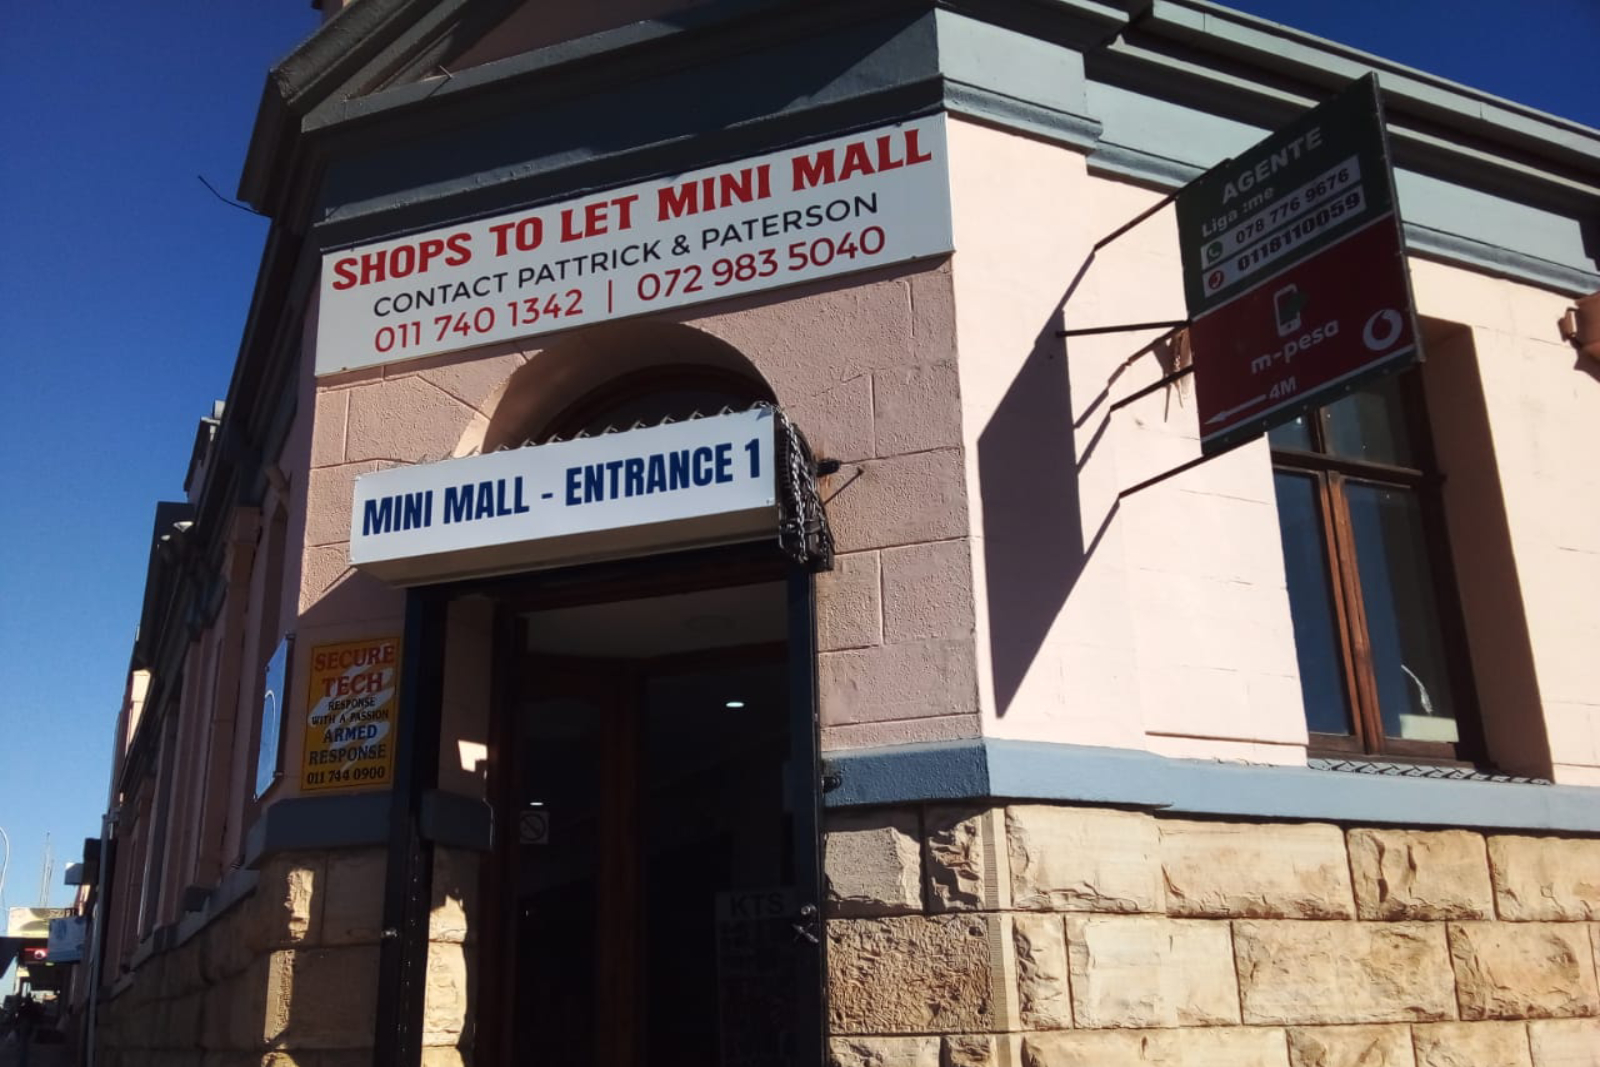 SHOPS TO LET MINI MALL
CONTACT PATTRICK & PATERSON
011 740 1342 | 072 983 5040
MINI MALL - ENTRANCE 1
AGENTE
Liga :me
078 776 9676
0118110059
m-pesa
4M
SECURE
TECH
RESPONSE
WITH A PASSION
ARMED
RESPONSE
011 744 0900
KTS